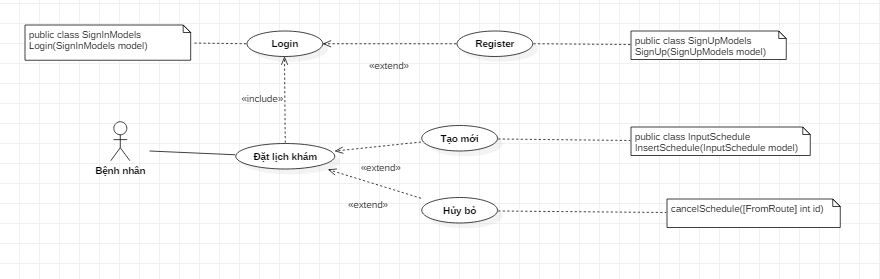 public class SignInModels
Login(SignInModels model)
Login
Register
public class SignUpModels
SignUp(SignUpModels model)
«extend»
«include»
Bệnh nhân
Đặt lịch khám
Tạo mới
public class InputSchedule
InsertSchedule(InputSchedule model)
«extend»
«extend»
Hủy bỏ
cancelSchedule([FromRoute] int id)